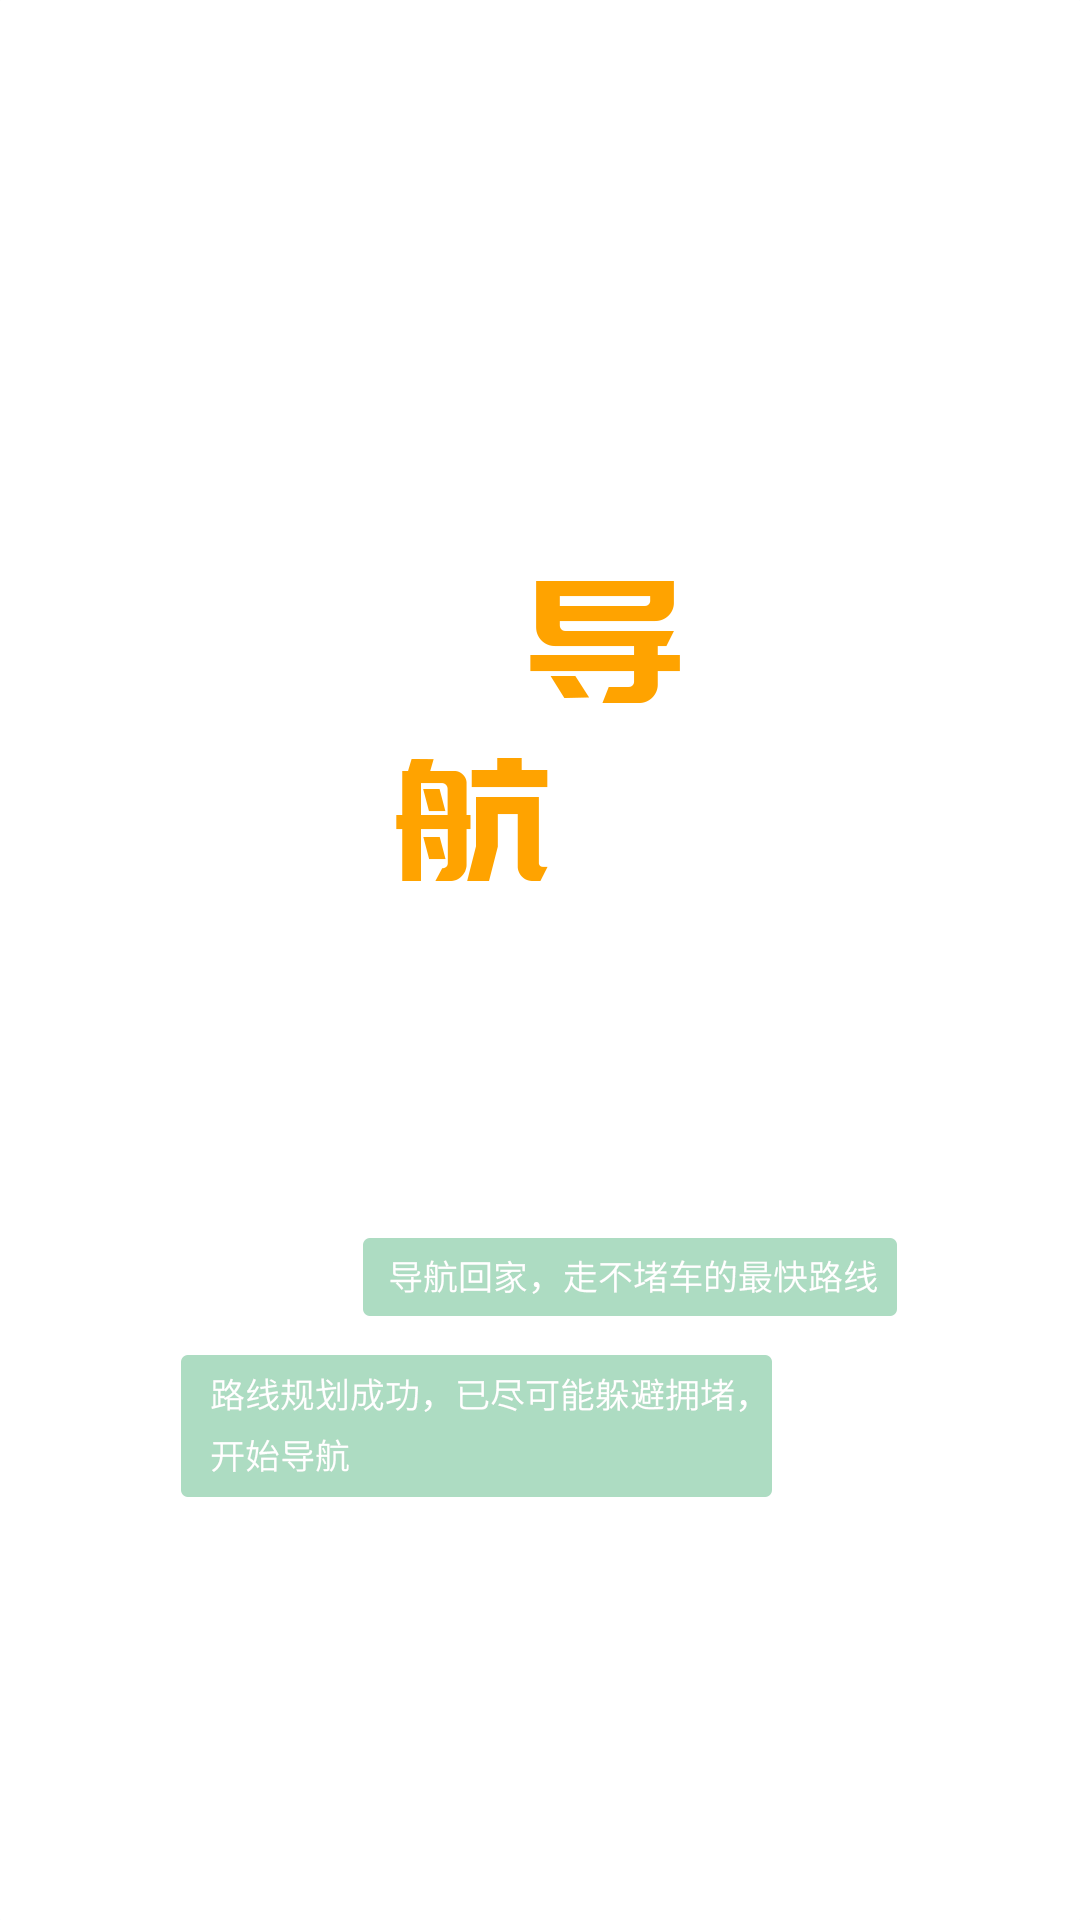 导
航
导航回家，走不堵车的最快路线
路线规划成功，已尽可能躲避拥堵，
开始导航